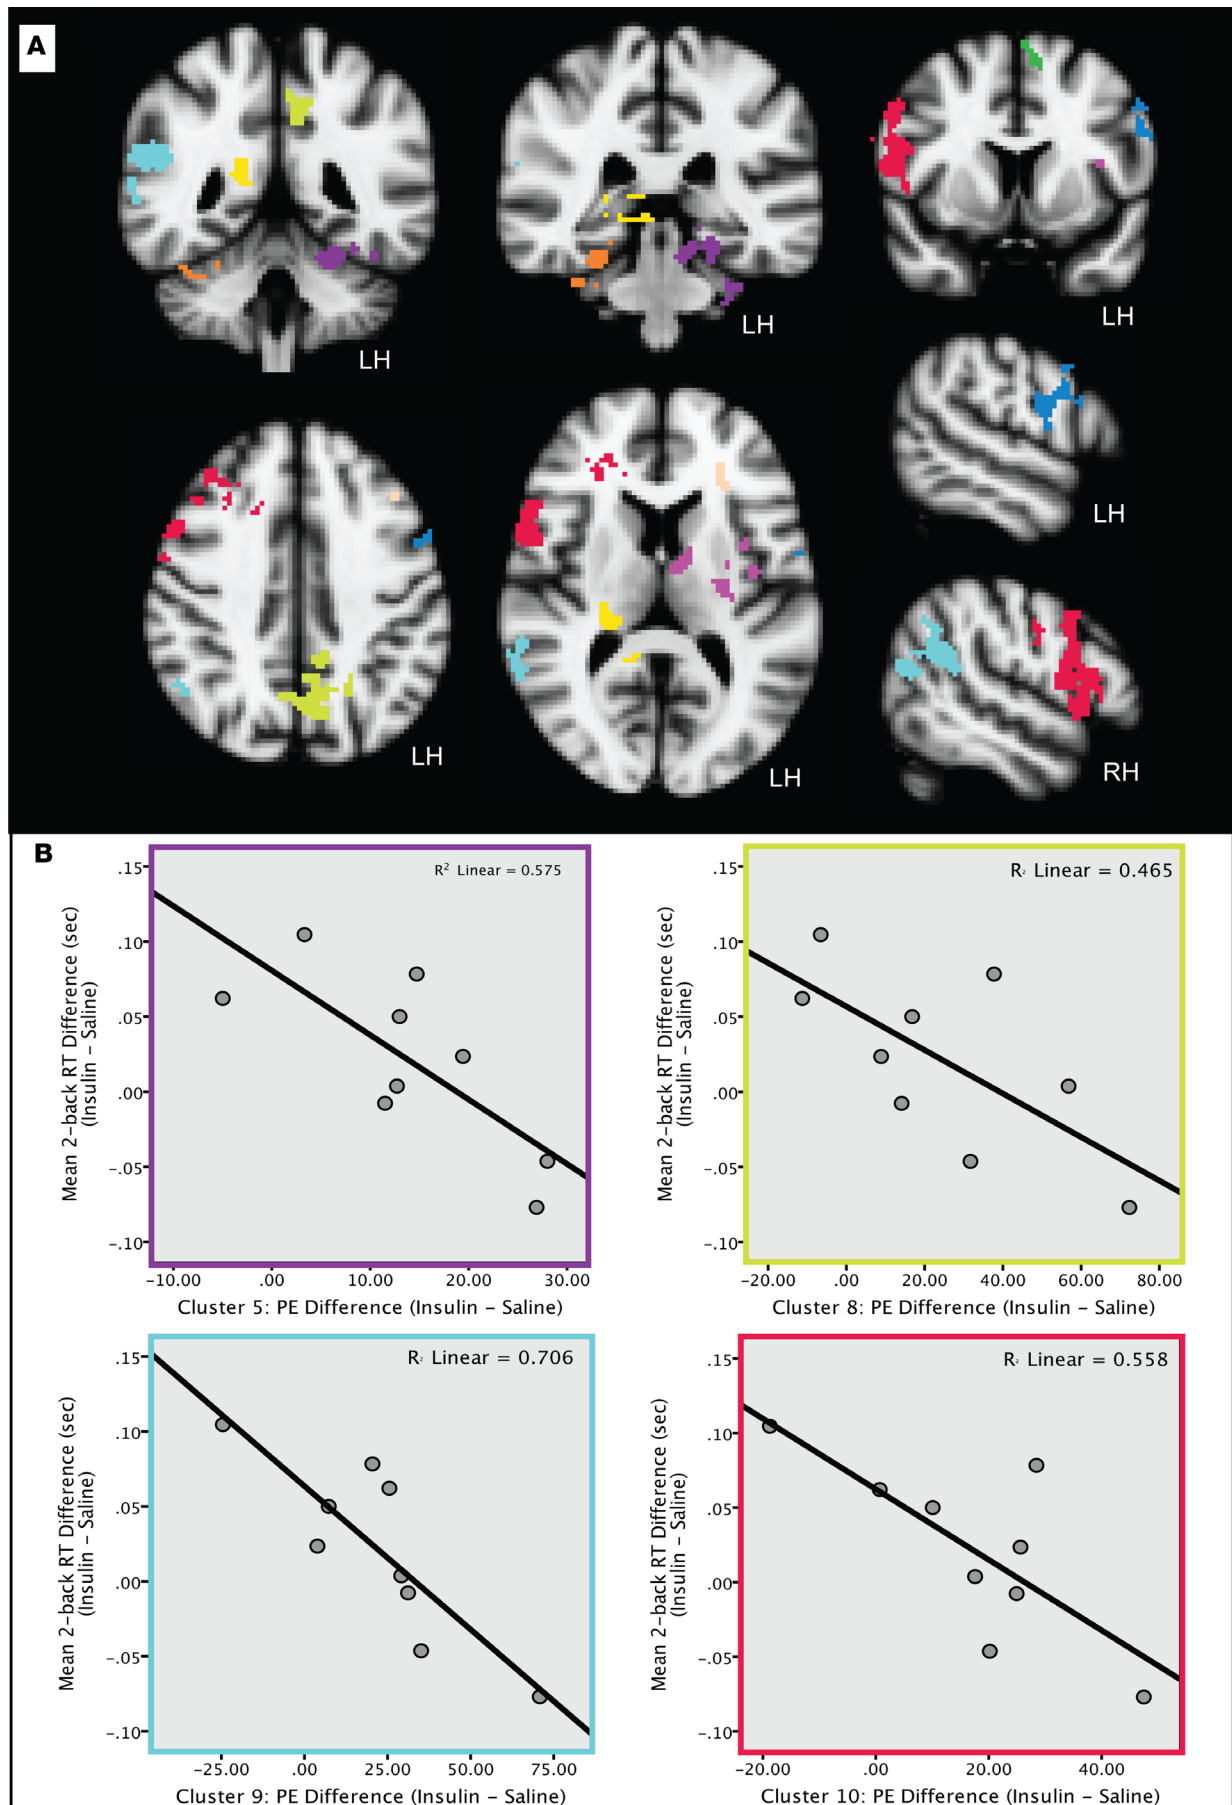 A
LH
LH
LH
LH
LH
LH
RH
B
R² Linear = 0.575
.15
.10
.05
.00
-.05
-.10
Mean 2-back RT Difference (sec)
(Insulin - Saline)
-10.00 .00 10.00 20.00 30.00
Cluster 5: PE Difference (Insulin - Saline)
R² Linear = 0.465
.15
.10
.05
.00
-.05
-.10
Mean 2-back RT Difference (sec)
(Insulin - Saline)
-20.00 .00 20.00 40.00 60.00 80.00
Cluster 8: PE Difference (Insulin - Saline)
R² Linear = 0.706
.15
.10
.05
.00
-.05
-.10
Mean 2-back RT Difference (sec)
(Insulin - Saline)
-25.00 .00 25.00 50.00 75.00
Cluster 9: PE Difference (Insulin - Saline)
R² Linear = 0.558
.15
.10
.05
.00
-.05
-.10
Mean 2-back RT Difference (sec)
(Insulin - Saline)
-20.00 .00 20.00 40.00
Cluster 10: PE Difference (Insulin - Saline)